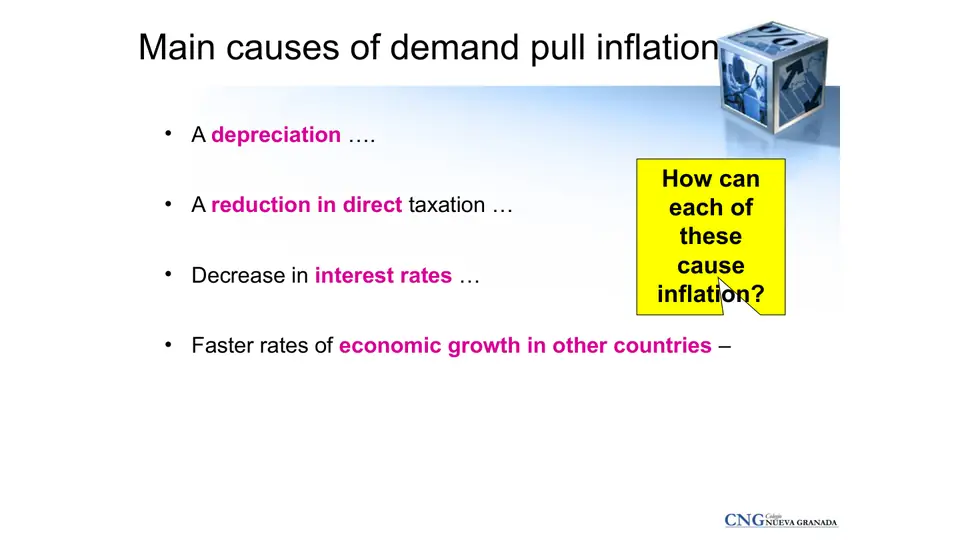 Main causes of demand pull inflation
%
• A depreciation ….
• A reduction in direct taxation …
• Decrease in interest rates …
• Faster rates of economic growth in other countries –
How can
each of
these
cause
inflation?
CNG Colegio
NUEVA GRANADA